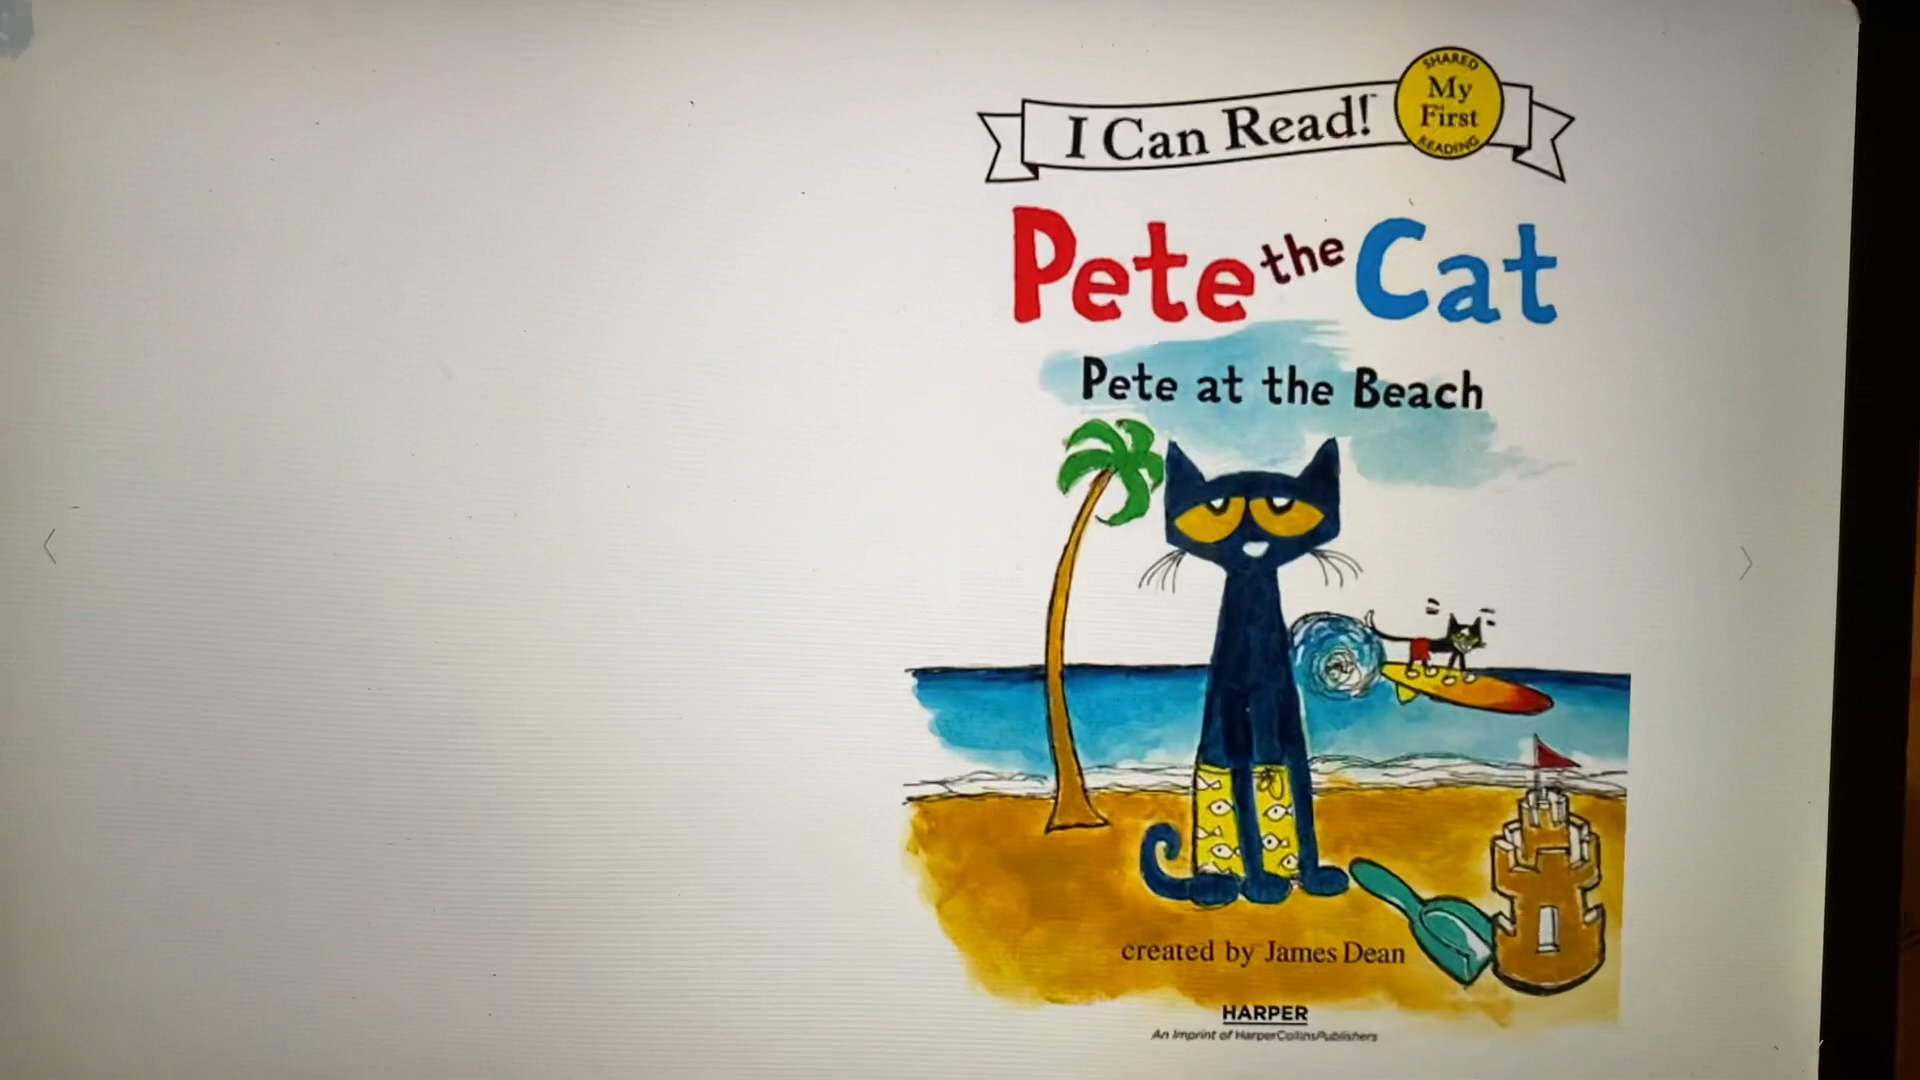 SHARED
My
First
READING
I Can Read!™
Pete the Cat
Pete at the Beach
created by James Dean
HARPER
An Imprint of HarperCollinsPublishers